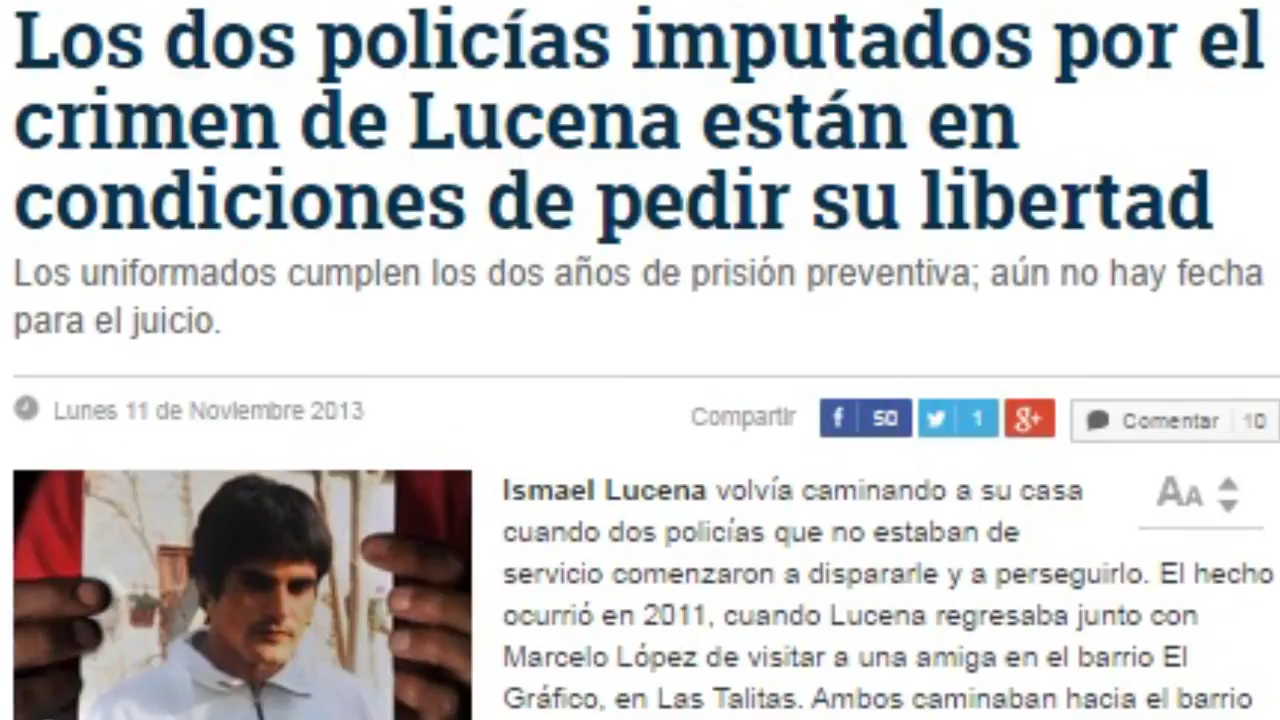 Los dos policías imputados por el
crimen de Lucena están en
condiciones de pedir su libertad
Los uniformados cumplen los dos años de prisión preventiva; aún no hay fecha
para el juicio.
Lunes 11 de Noviembre 2013
Compartir
f 50
1
g+
Comentar 10
AA
Ismael Lucena volvía caminando a su casa
cuando dos policías que no estaban de
servicio comenzaron a dispararle y a perseguirlo. El hecho
ocurrió en 2011, cuando Lucena regresaba junto con
Marcelo López de visitar a una amiga en el barrio El
Gráfico, en Las Talitas. Ambos caminaban hacia el barrio